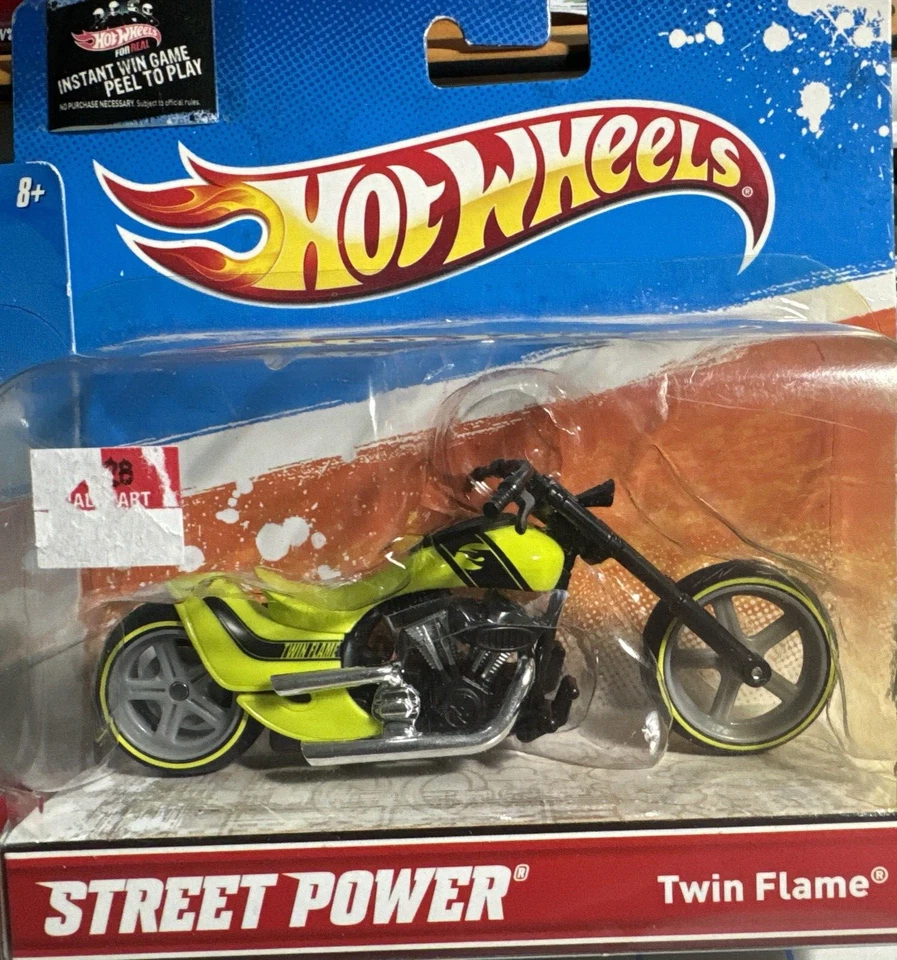 HOT WHEELS
FOR REAL
INSTANT WIN GAME
PEEL TO PLAY
NO PURCHASE NECESSARY. Subject to official rules.
8+
HOT WHEELS®
TWIN FLAME
STREET POWER®
Twin Flame®